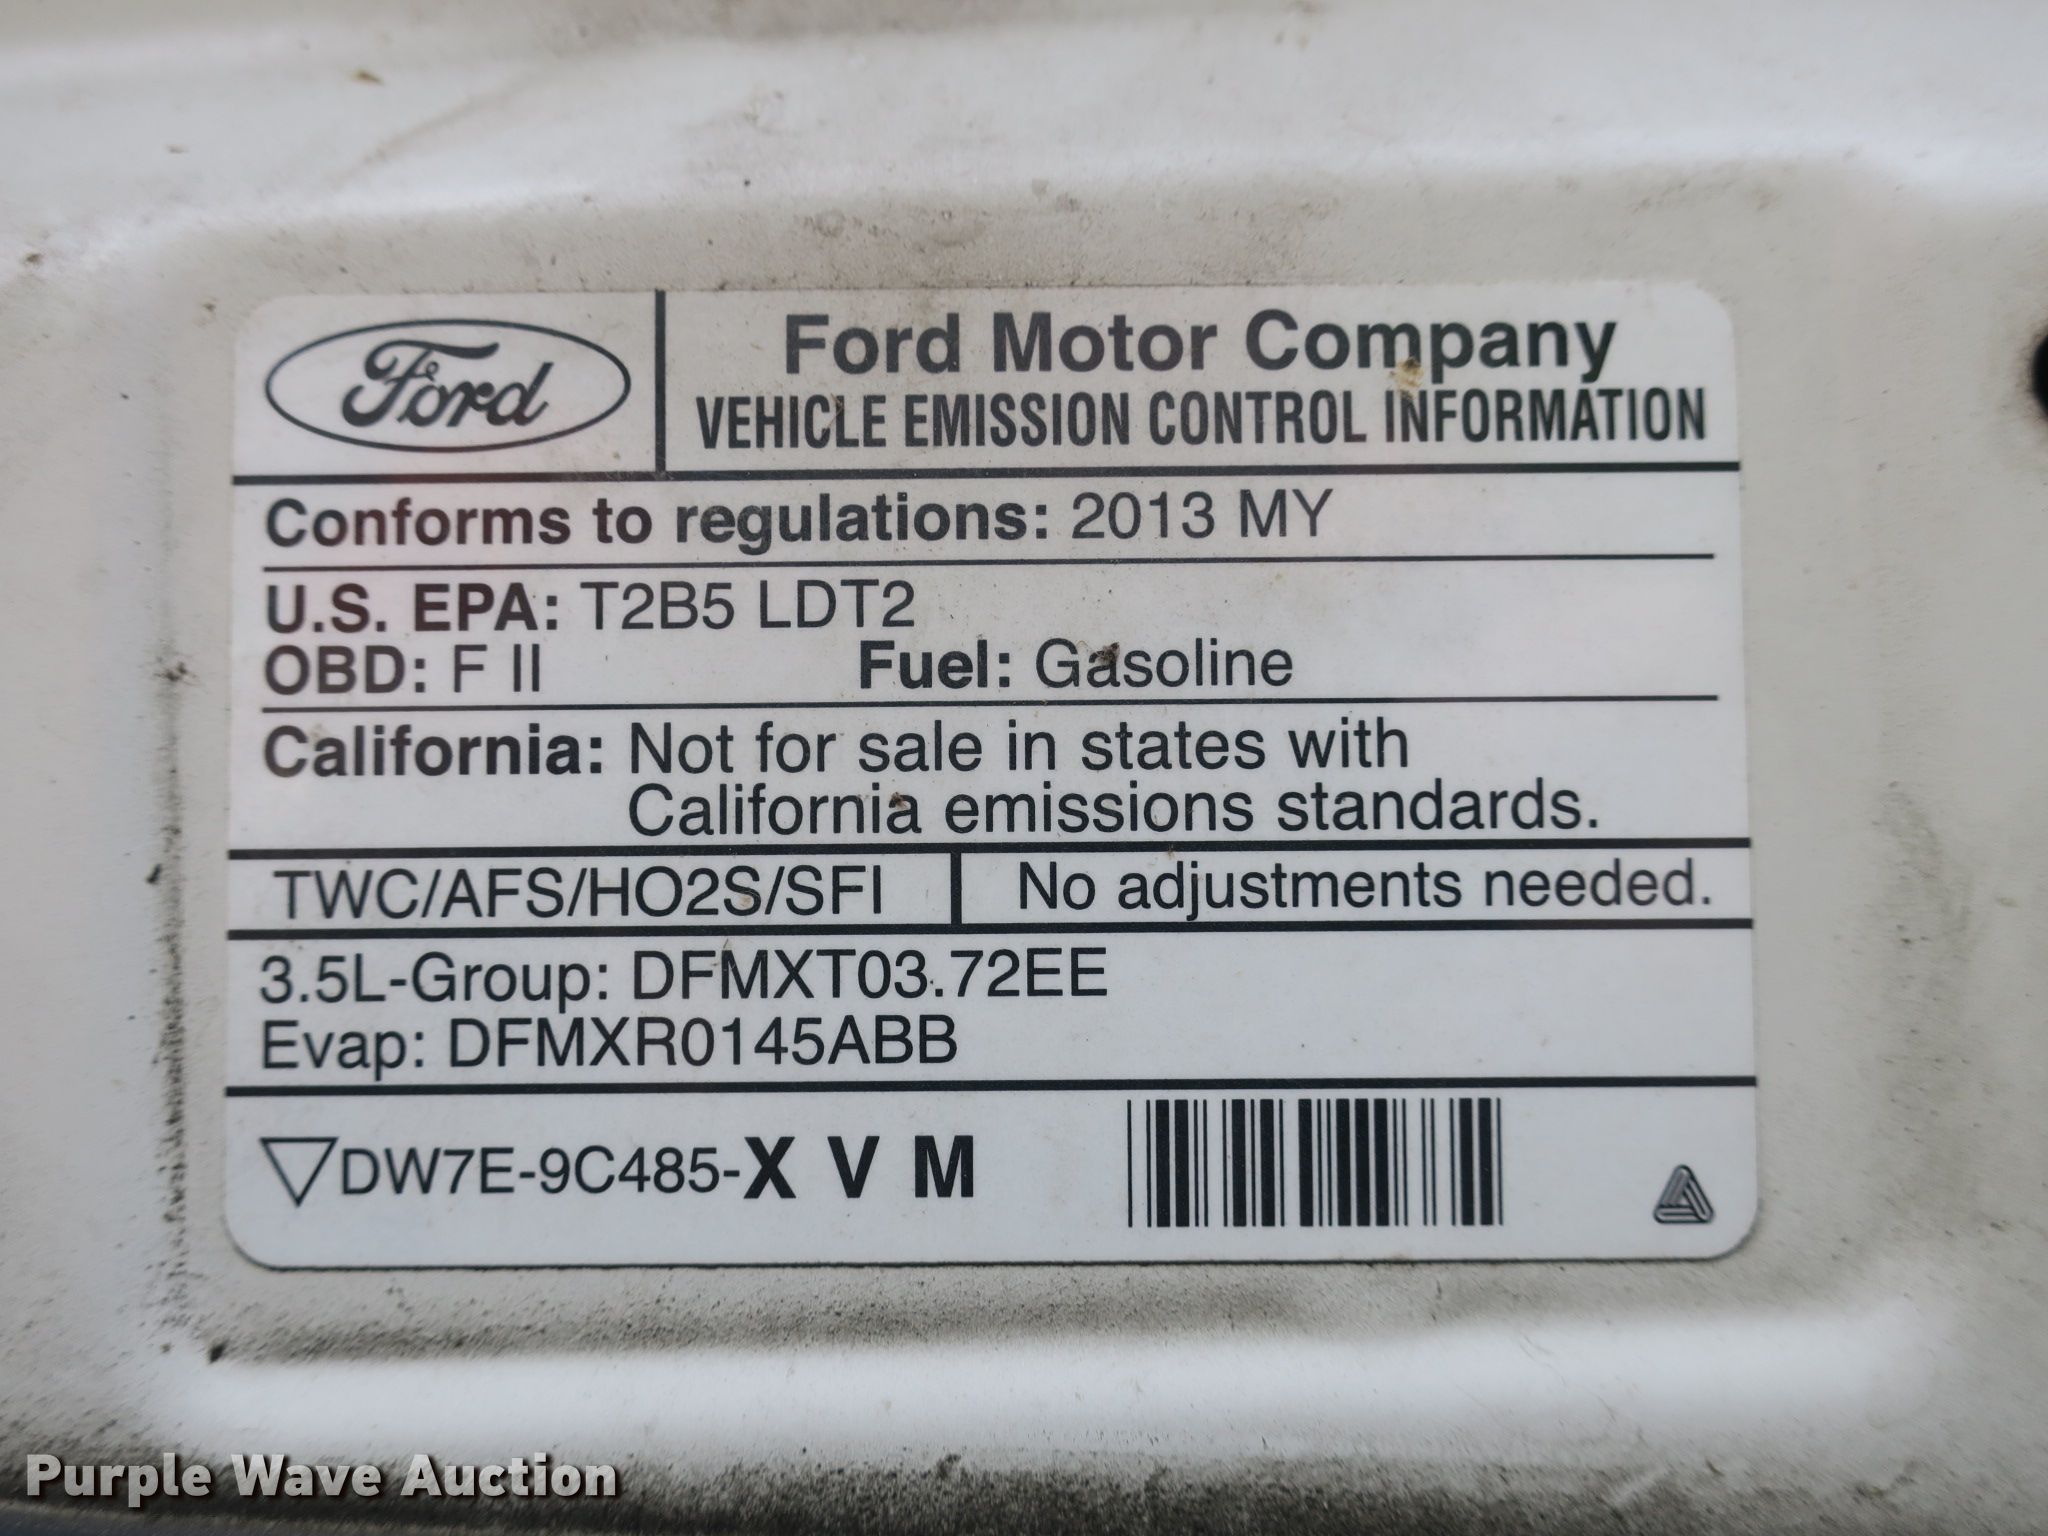 Ford
Ford Motor Company
VEHICLE EMISSION CONTROL INFORMATION
Conforms to regulations: 2013 MY
U.S. EPA: T2B5 LDT2
OBD: F II Fuel: Gasoline
California: Not for sale in states with
California emissions standards.
TWC/AFS/HO2S/SFI No adjustments needed.
3.5L-Group: DFMXT03.72EE
Evap: DFMXR0145ABB
DW7E-9C485-X V M
Purple Wave Auction